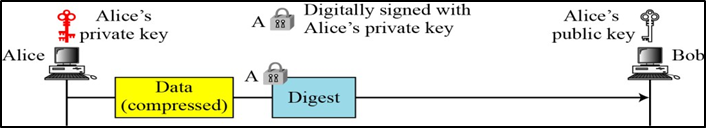 Alice's
private key
A
Digitally signed with
Alice's private key
Alice's
public key
Alice
Bob
Data
(compressed)
A
Digest